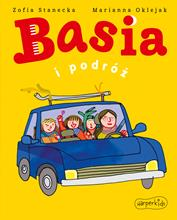 Zofia Stanecka Marianna Oklejak
Basia
i podróż
harperkids